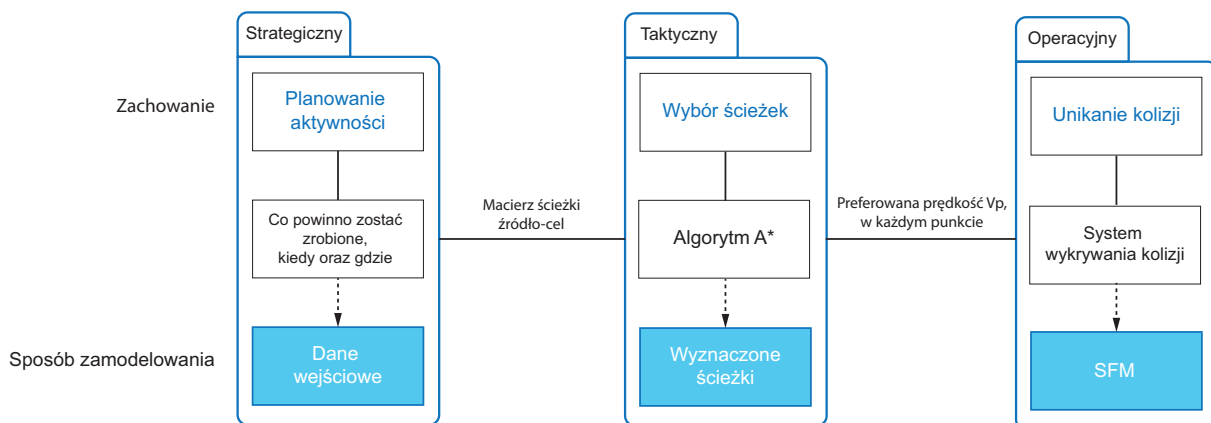 Strategiczny
Taktyczny
Operacyjny
Zachowanie
Planowanie
aktywności
Wybór ścieżek
Unikanie kolizji
Co powinno zostać
zrobione,
kiedy oraz gdzie
Macierz ścieżki
źródło-cel
Algorytm A*
Preferowana prędkość Vp,
w każdym punkcie
System
wykrywania kolizji
Sposób zamodelowania
Dane
wejściowe
Wyznaczone
ścieżki
SFM